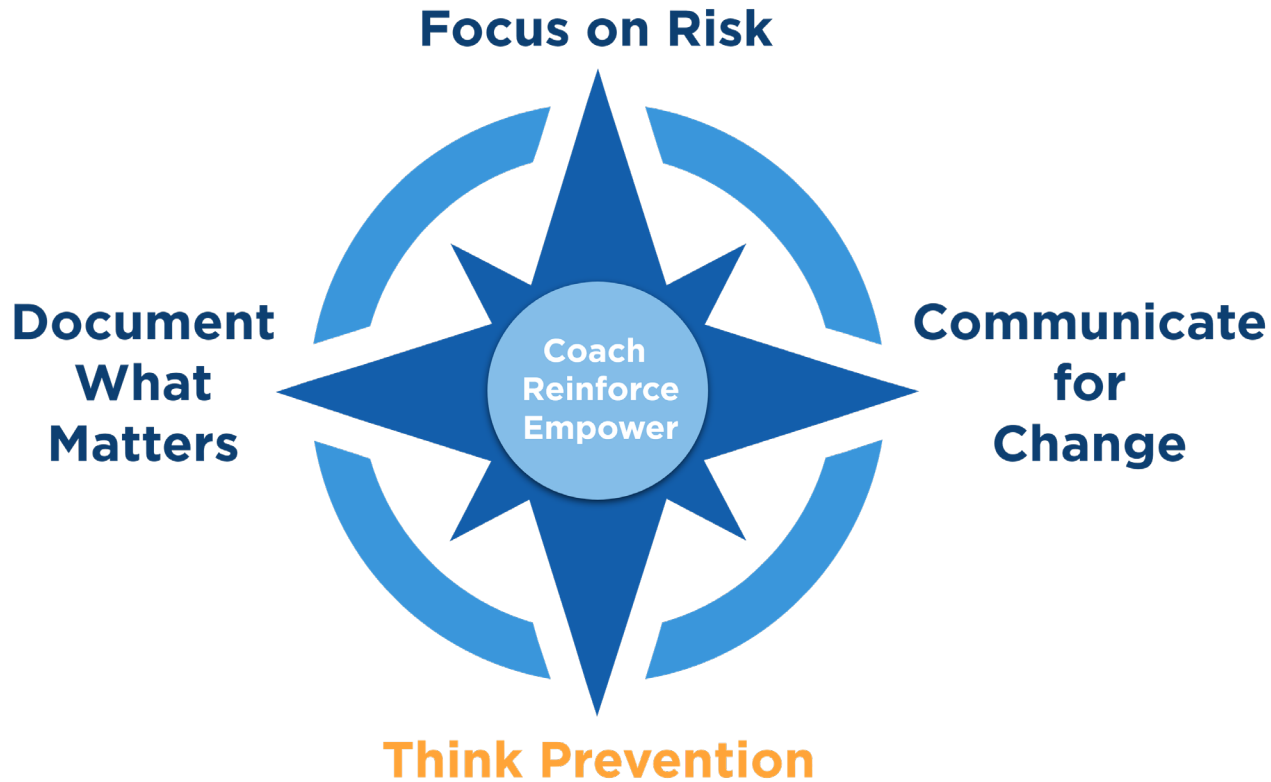 Focus on Risk
Document
What
Matters
Coach
Reinforce
Empower
Communicate
for
Change
Think Prevention